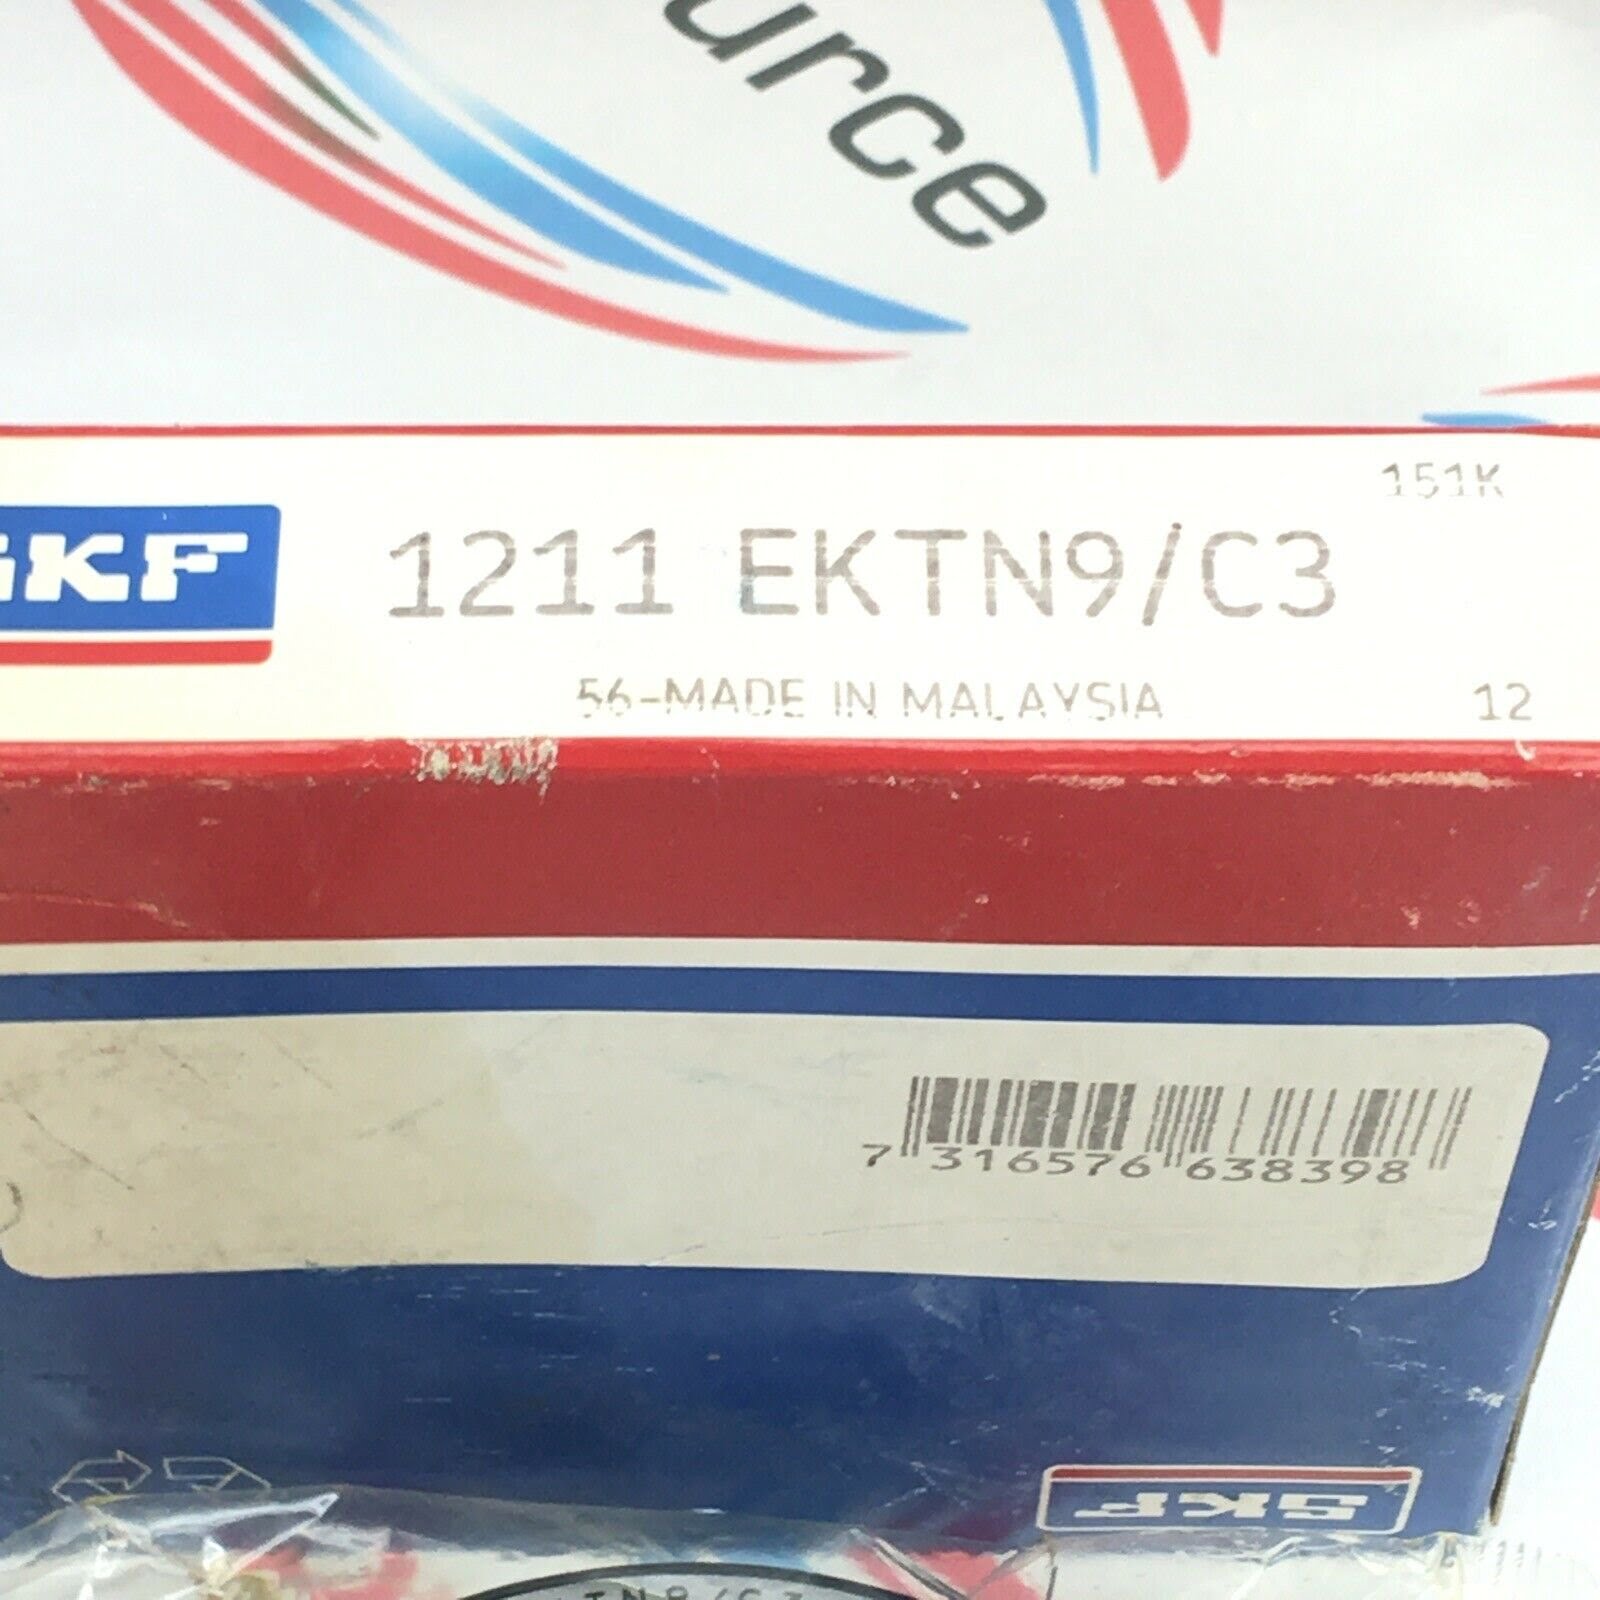 urce
151K
SKF
1211 EKTN9/C3
56-MADE IN MALAYSIA
12
7 316576 638398
SKF